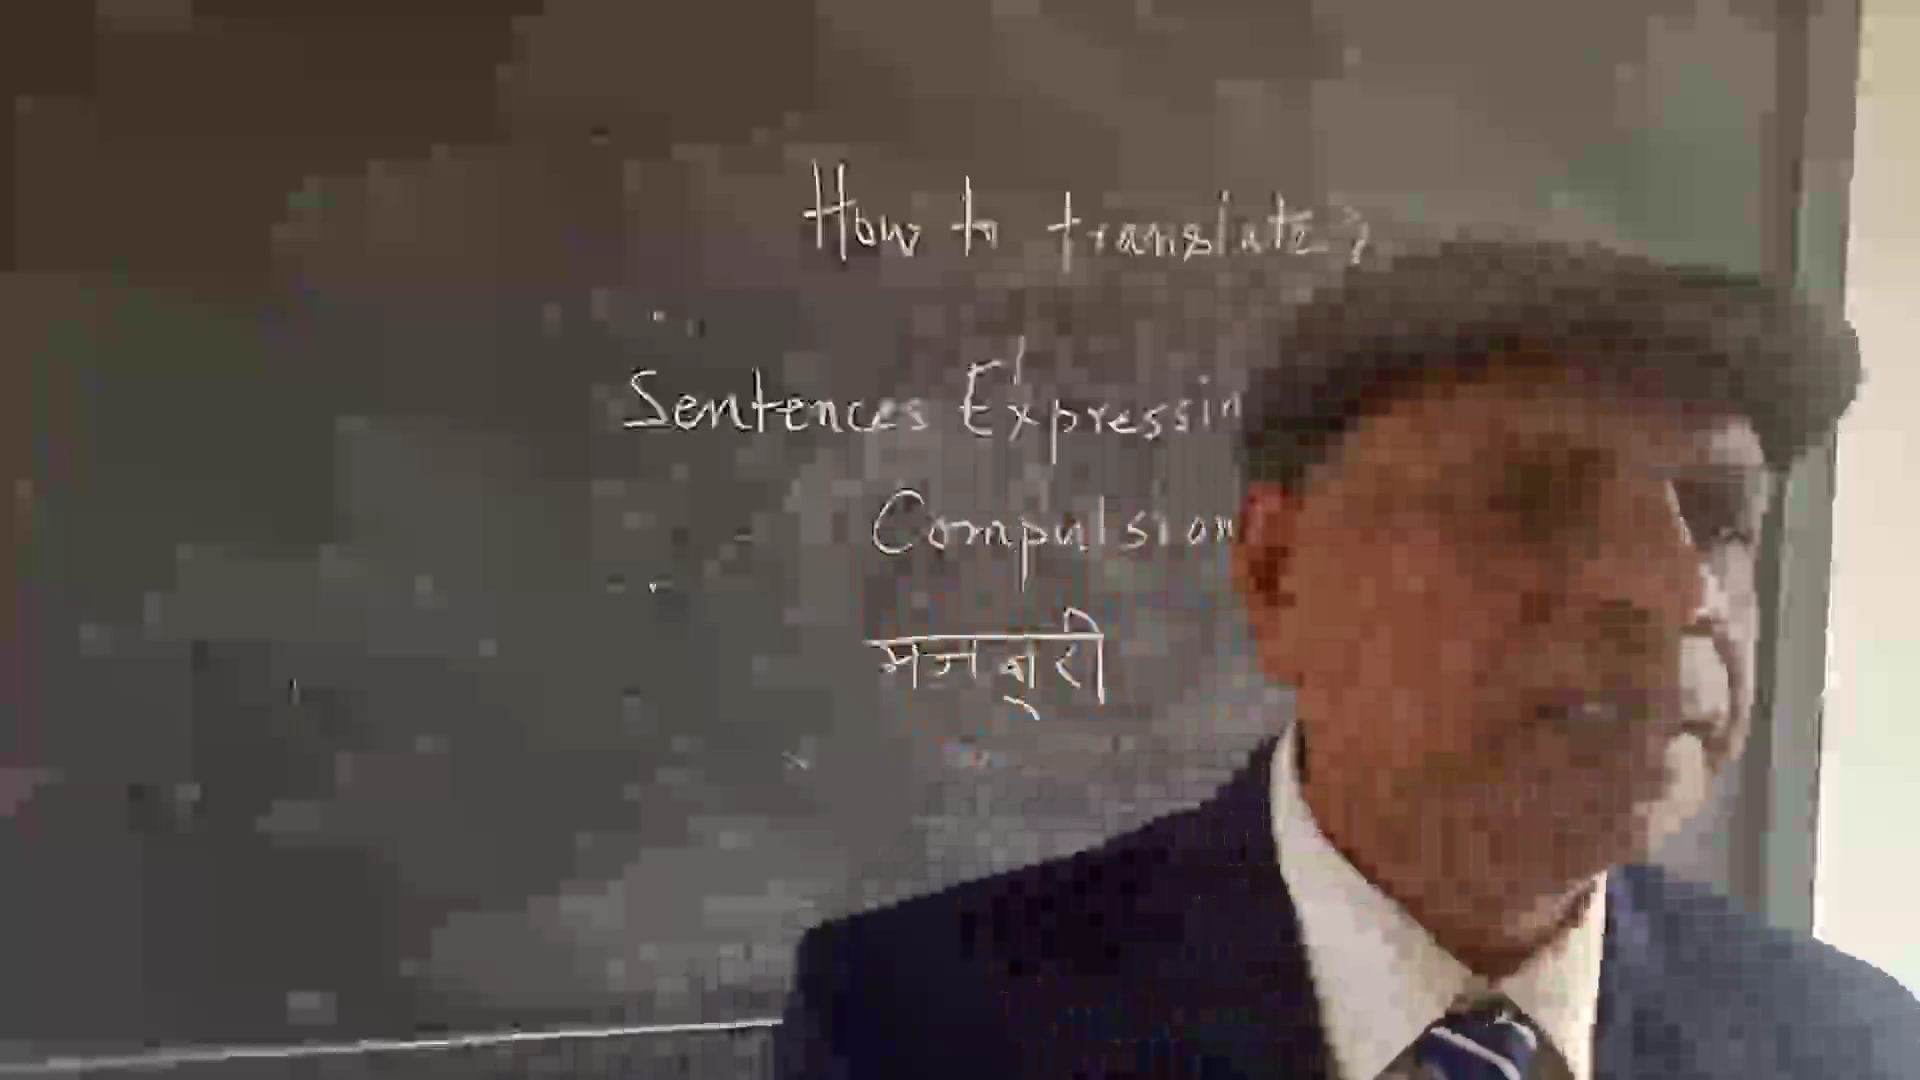 How to translate?
Sentences Expressin
Compulsion
मजबूरी